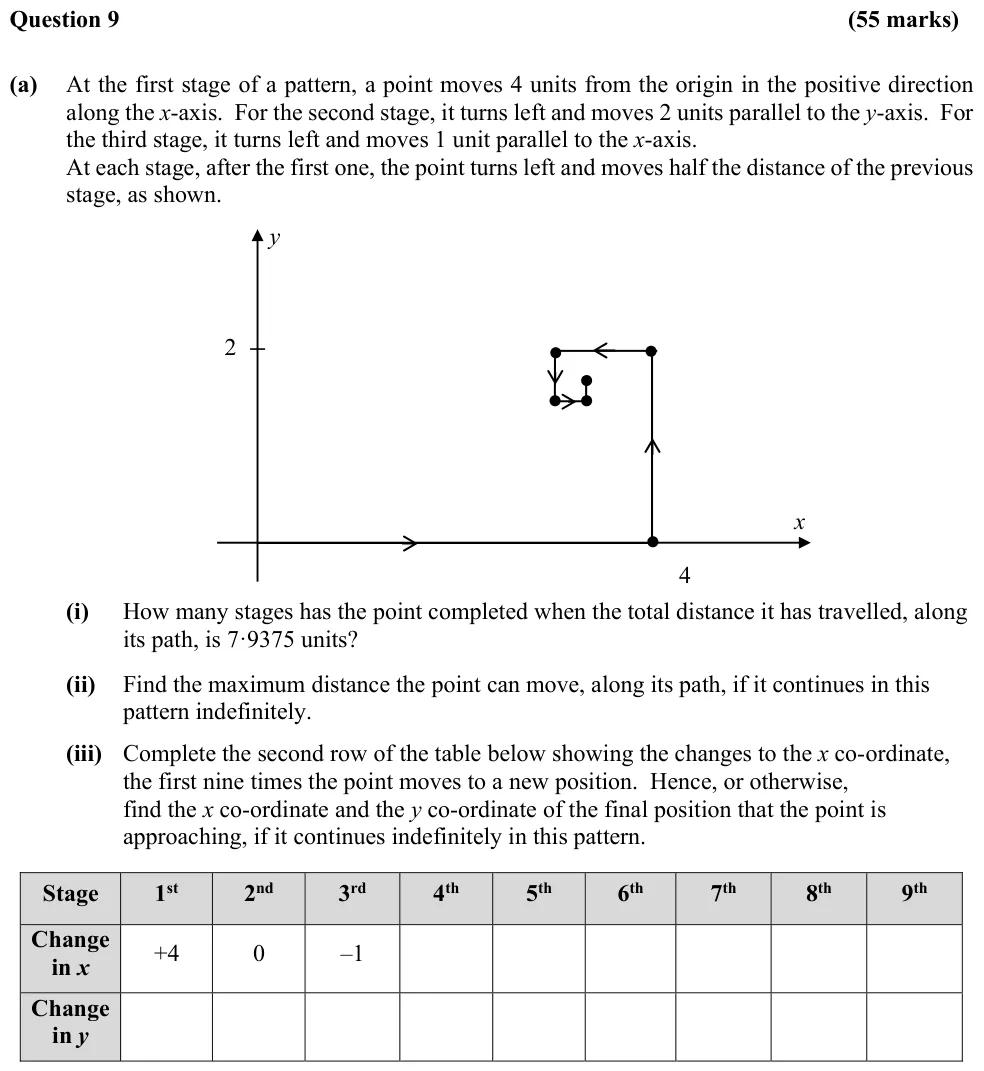 Question 9 (55 marks)
(a) At the first stage of a pattern, a point moves 4 units from the origin in the positive direction
along the x-axis. For the second stage, it turns left and moves 2 units parallel to the y-axis. For
the third stage, it turns left and moves 1 unit parallel to the x-axis.
At each stage, after the first one, the point turns left and moves half the distance of the previous
stage, as shown.
y
2
x
4
(i) How many stages has the point completed when the total distance it has travelled, along
its path, is 7·9375 units?
(ii) Find the maximum distance the point can move, along its path, if it continues in this
pattern indefinitely.
(iii) Complete the second row of the table below showing the changes to the x co-ordinate,
the first nine times the point moves to a new position. Hence, or otherwise,
find the x co-ordinate and the y co-ordinate of the final position that the point is
approaching, if it continues indefinitely in this pattern.
Stage 1st 2nd 3rd 4th 5th 6th 7th 8th 9th
Change
in x +4 0 –1
Change
in y